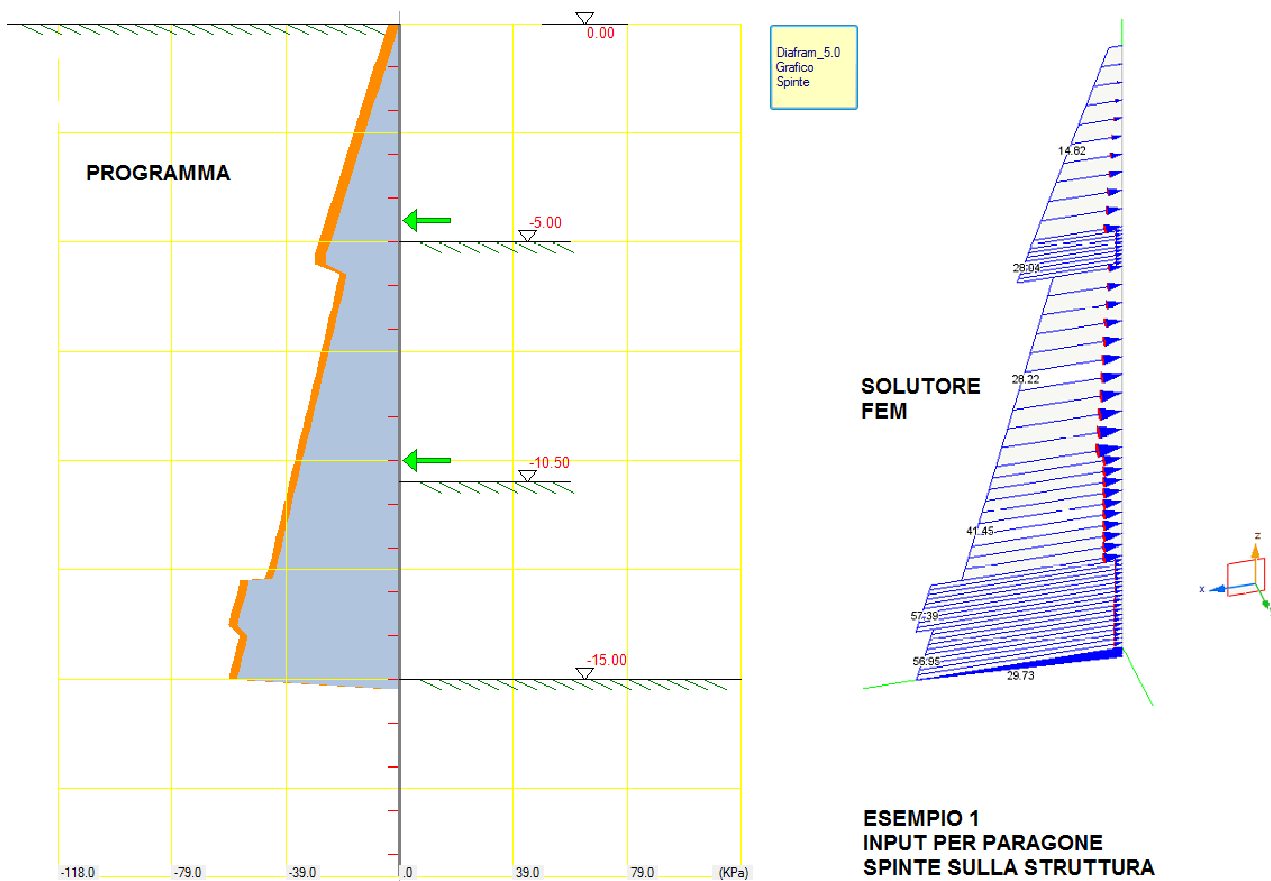 0.00
Diafram_5.0
Grafico
Spinte
PROGRAMMA
-5.00
-10.50
-15.00
-118.0
-79.0
-39.0
.0
39.0
79.0
(KPa)
14.82
28.04
28.22
41.45
57.39
56.95
29.73
SOLUTORE
FEM
z
x
ESEMPIO 1
INPUT PER PARAGONE
SPINTE SULLA STRUTTURA